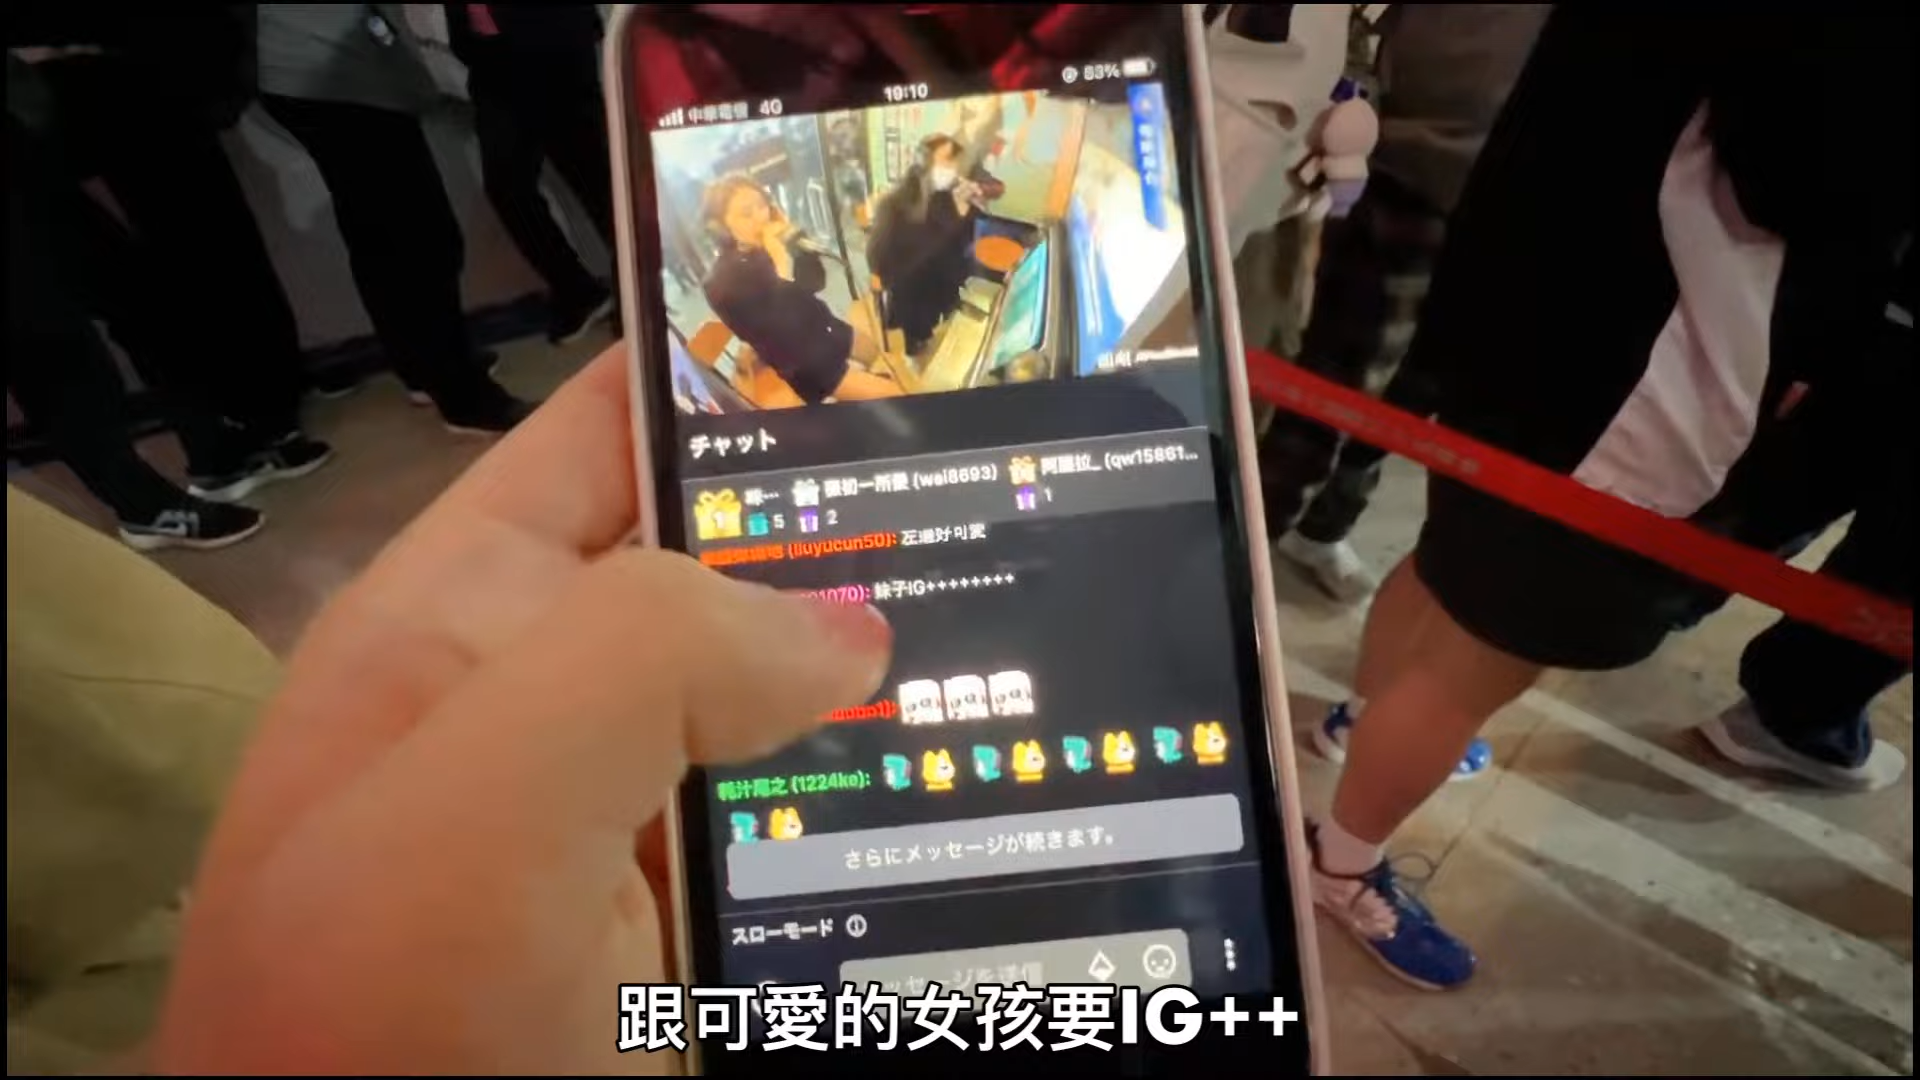 中華電信 4G
19:10
83%
チャット
5
2
(wei8693)
1
(qw15861...
(liuyucun50): 左邊好可愛
01070): 妹子IG++++++++
(1224ke):
さらにメッセージが続きます。
スローモード
跟可愛的女孩要IG++